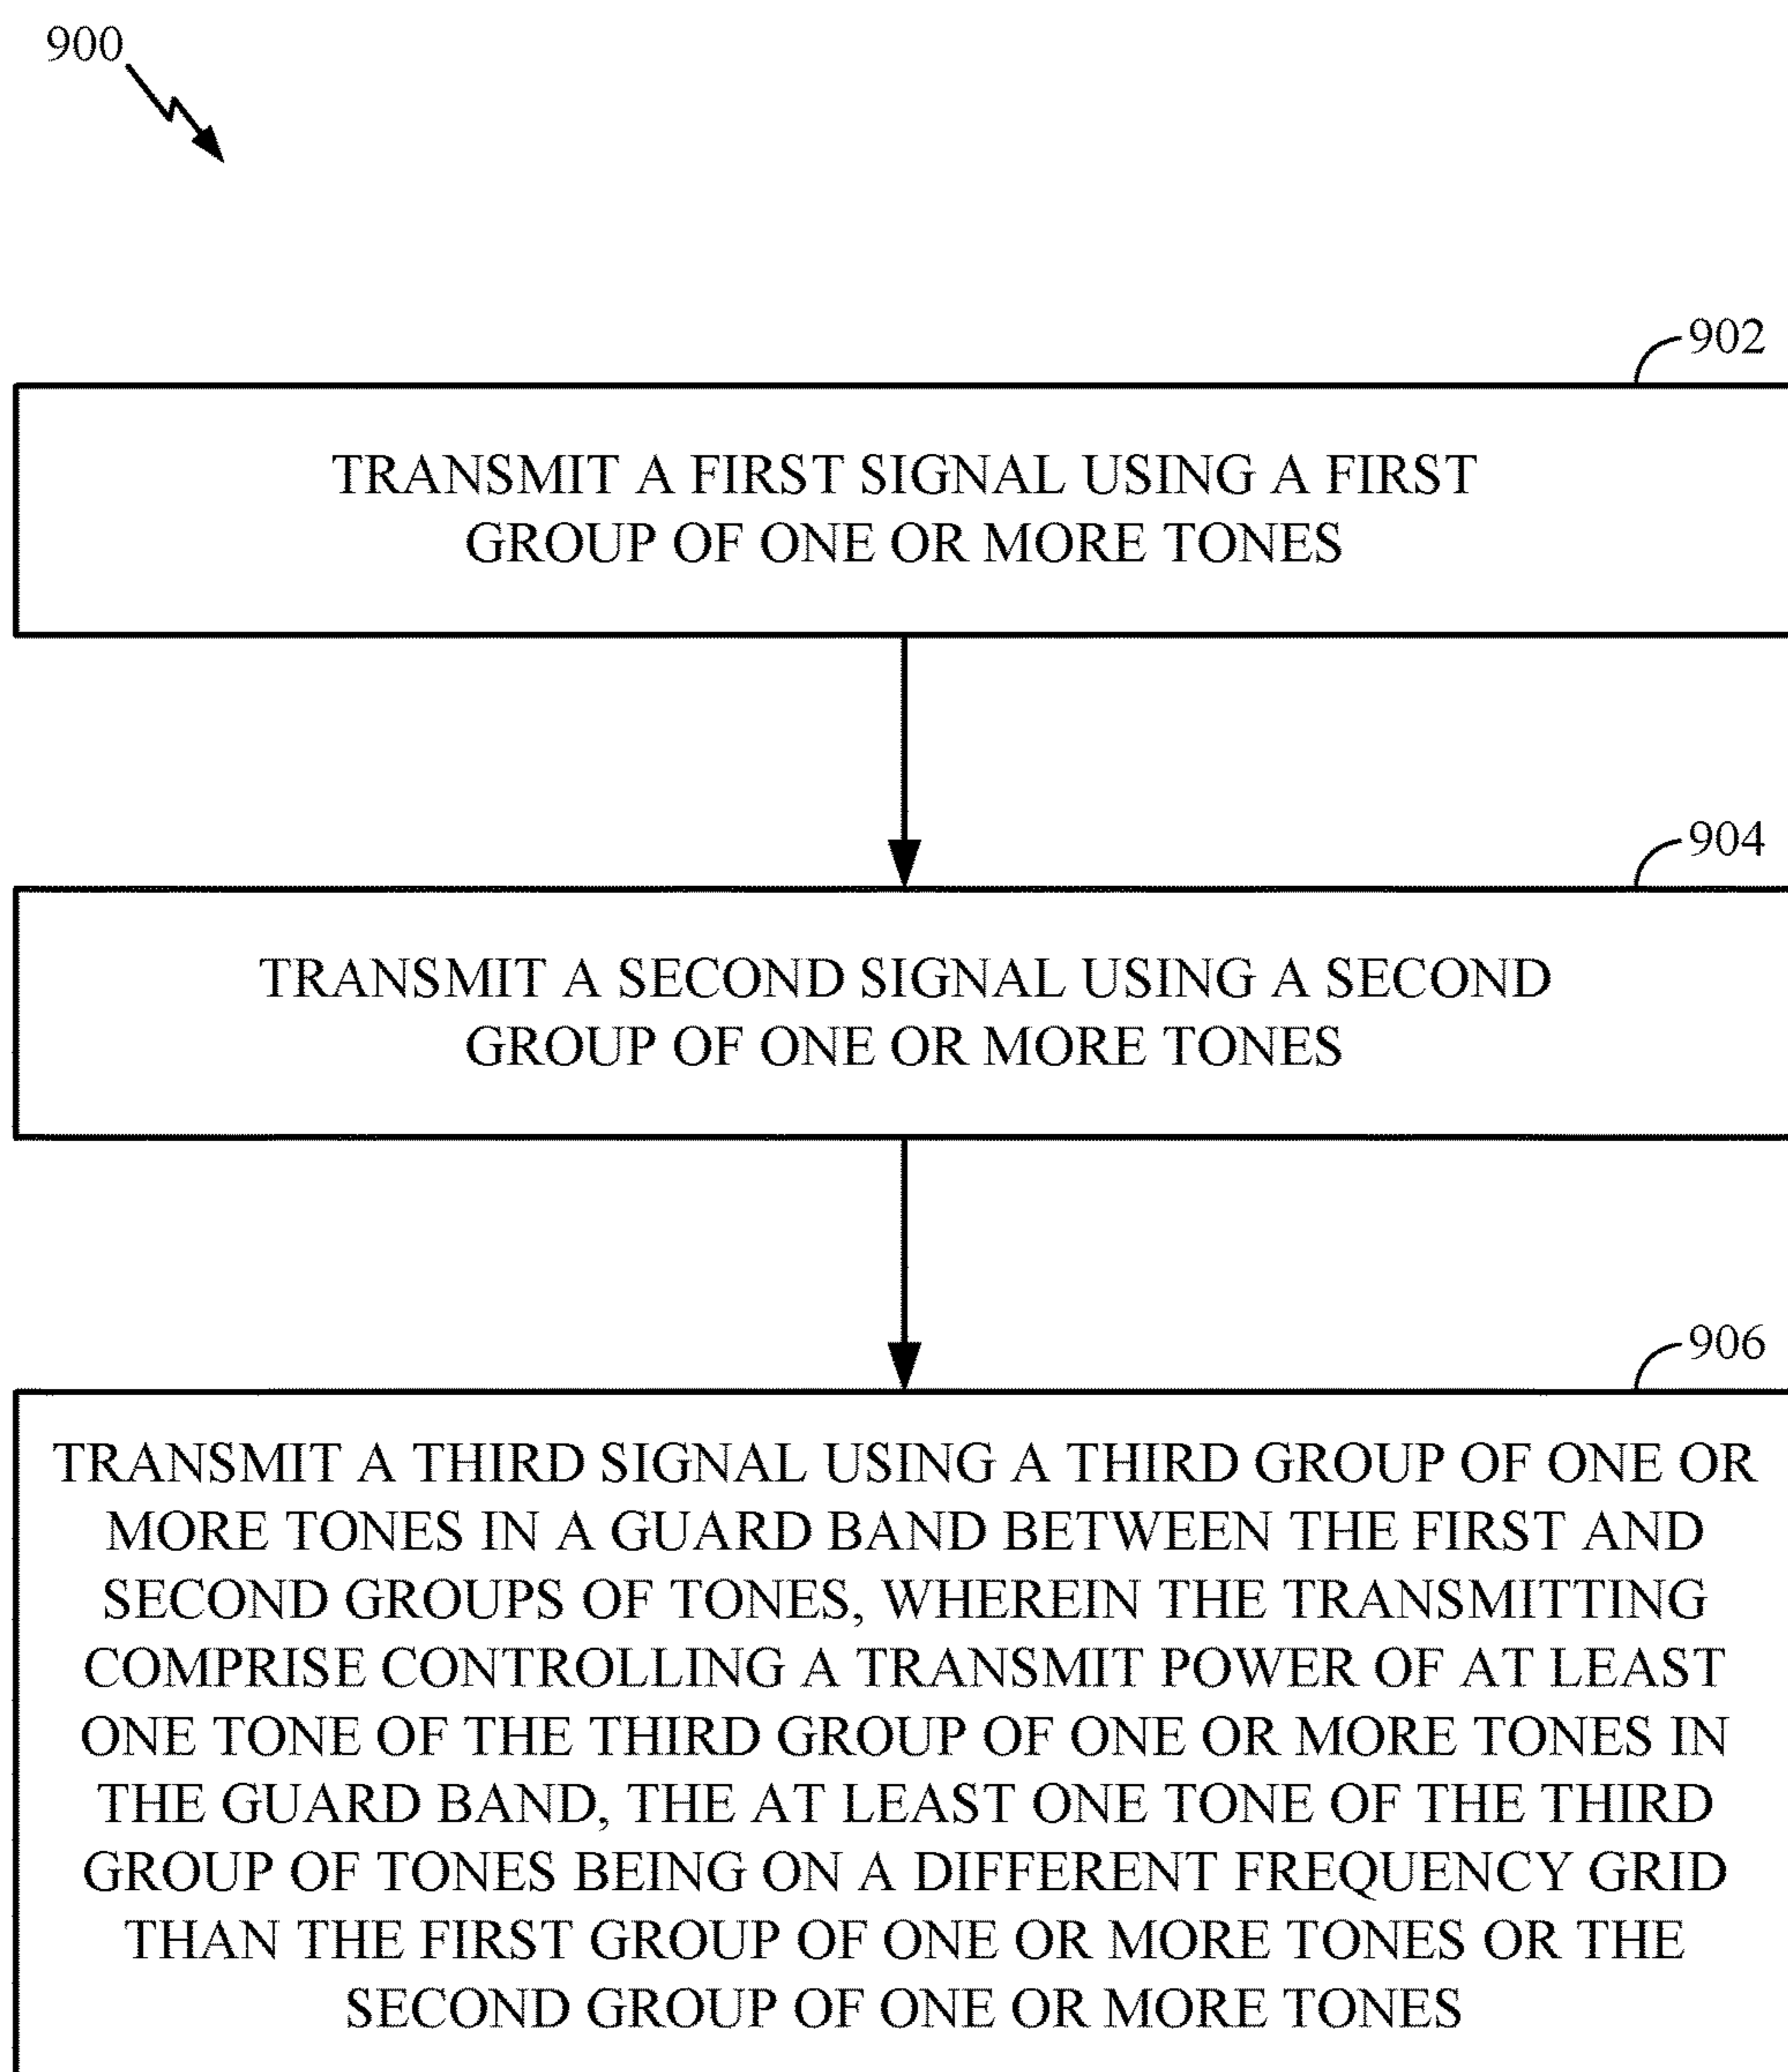 900
902
TRANSMIT A FIRST SIGNAL USING A FIRST
GROUP OF ONE OR MORE TONES
904
TRANSMIT A SECOND SIGNAL USING A SECOND
GROUP OF ONE OR MORE TONES
906
TRANSMIT A THIRD SIGNAL USING A THIRD GROUP OF ONE OR
MORE TONES IN A GUARD BAND BETWEEN THE FIRST AND
SECOND GROUPS OF TONES, WHEREIN THE TRANSMITTING
COMPRISE CONTROLLING A TRANSMIT POWER OF AT LEAST
ONE TONE OF THE THIRD GROUP OF ONE OR MORE TONES IN
THE GUARD BAND, THE AT LEAST ONE TONE OF THE THIRD
GROUP OF TONES BEING ON A DIFFERENT FREQUENCY GRID
THAN THE FIRST GROUP OF ONE OR MORE TONES OR THE
SECOND GROUP OF ONE OR MORE TONES